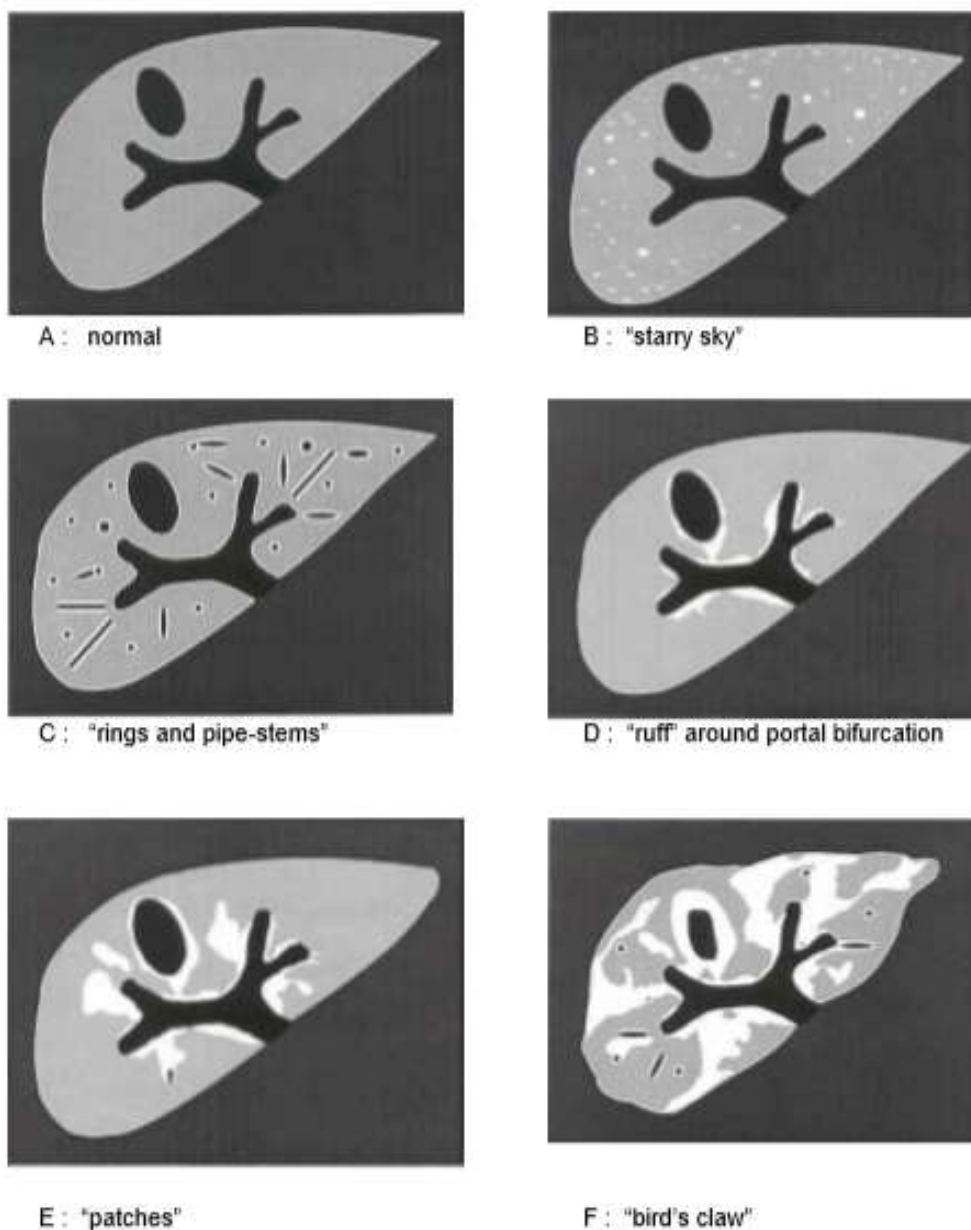 A : normal
B : “starry sky”
C : “rings and pipe-stems”
D : “ruff” around portal bifurcation
E : “patches”
F : “bird’s claw”